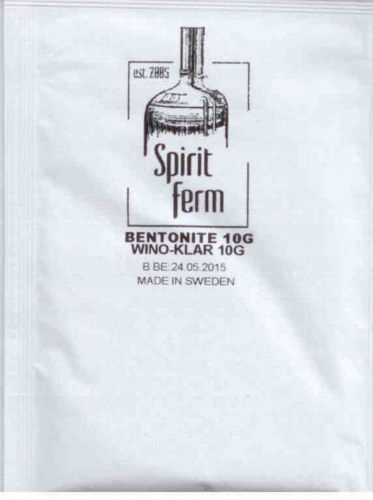 est. 2005
Spirit
ferm
BENTONITE 10G
WINO-KLAR 10G
B BE: 24.05.2015
MADE IN SWEDEN